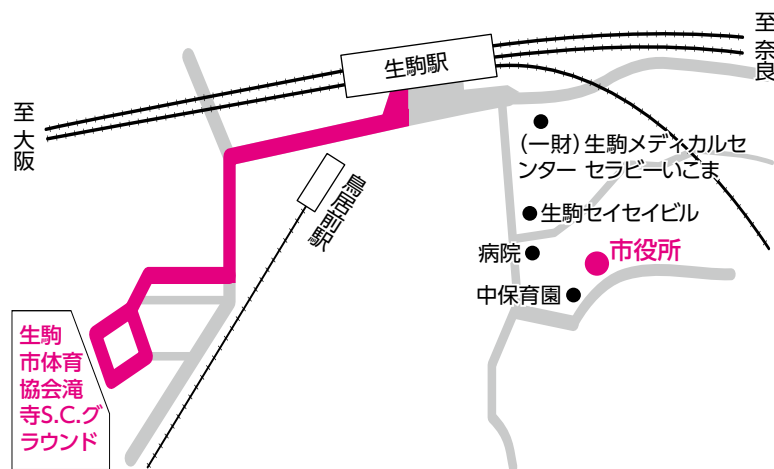 至 奈良
生駒駅
至 大阪
(一財)生駒メディカルセ
ンター セラビーいこま
鳥居前駅
生駒セイセイビル
病院
市役所
中保育園
生駒
市体育
協会滝
寺S.C.グ
ラウンド